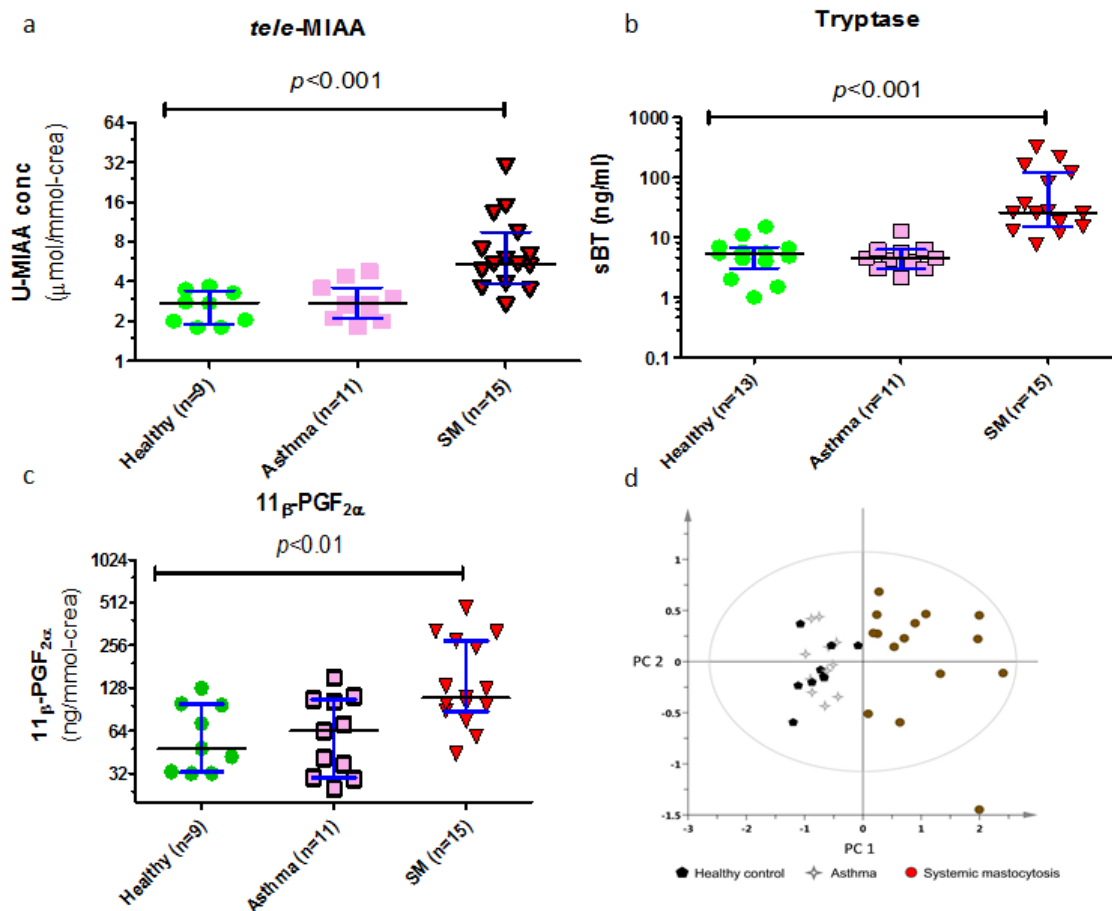 a
tele-MIAA
p<0.001
U-MIAA conc
(µmol/mmol-crea)
64
32
16
8
4
2
1
Healthy (n=9)
Asthma (n=11)
SM (n=15)
b
Tryptase
p<0.001
sBT (ng/ml)
1000
100
10
1
0.1
Healthy (n=13)
Asthma (n=11)
SM (n=15)
c
11β-PGF2α
p<0.01
11β-PGF2α
(ng/mmol-crea)
1024
512
256
128
64
32
Healthy (n=9)
Asthma (n=11)
SM (n=15)
d
PC 2
1
0.5
0
-0.5
-1
-1.5
-3 -2 -1 0 1 2 3
PC 1
Healthy control Asthma Systemic mastocytosis